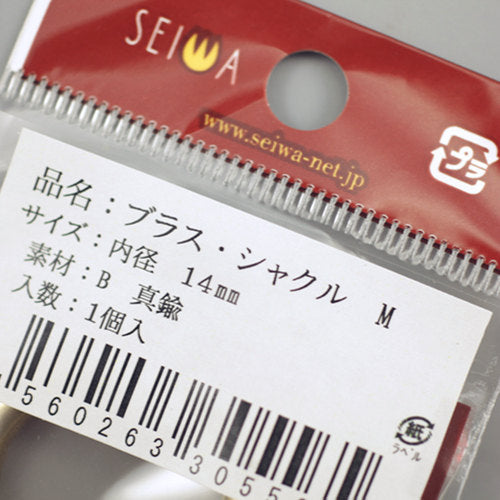 SEIWA
www.seiwa-net.jp
プラ
品名：ブラス・シャクル M
サイズ：内径 14mm
素材：B 真鍮
入数：1個入
560263
紙
ラベル